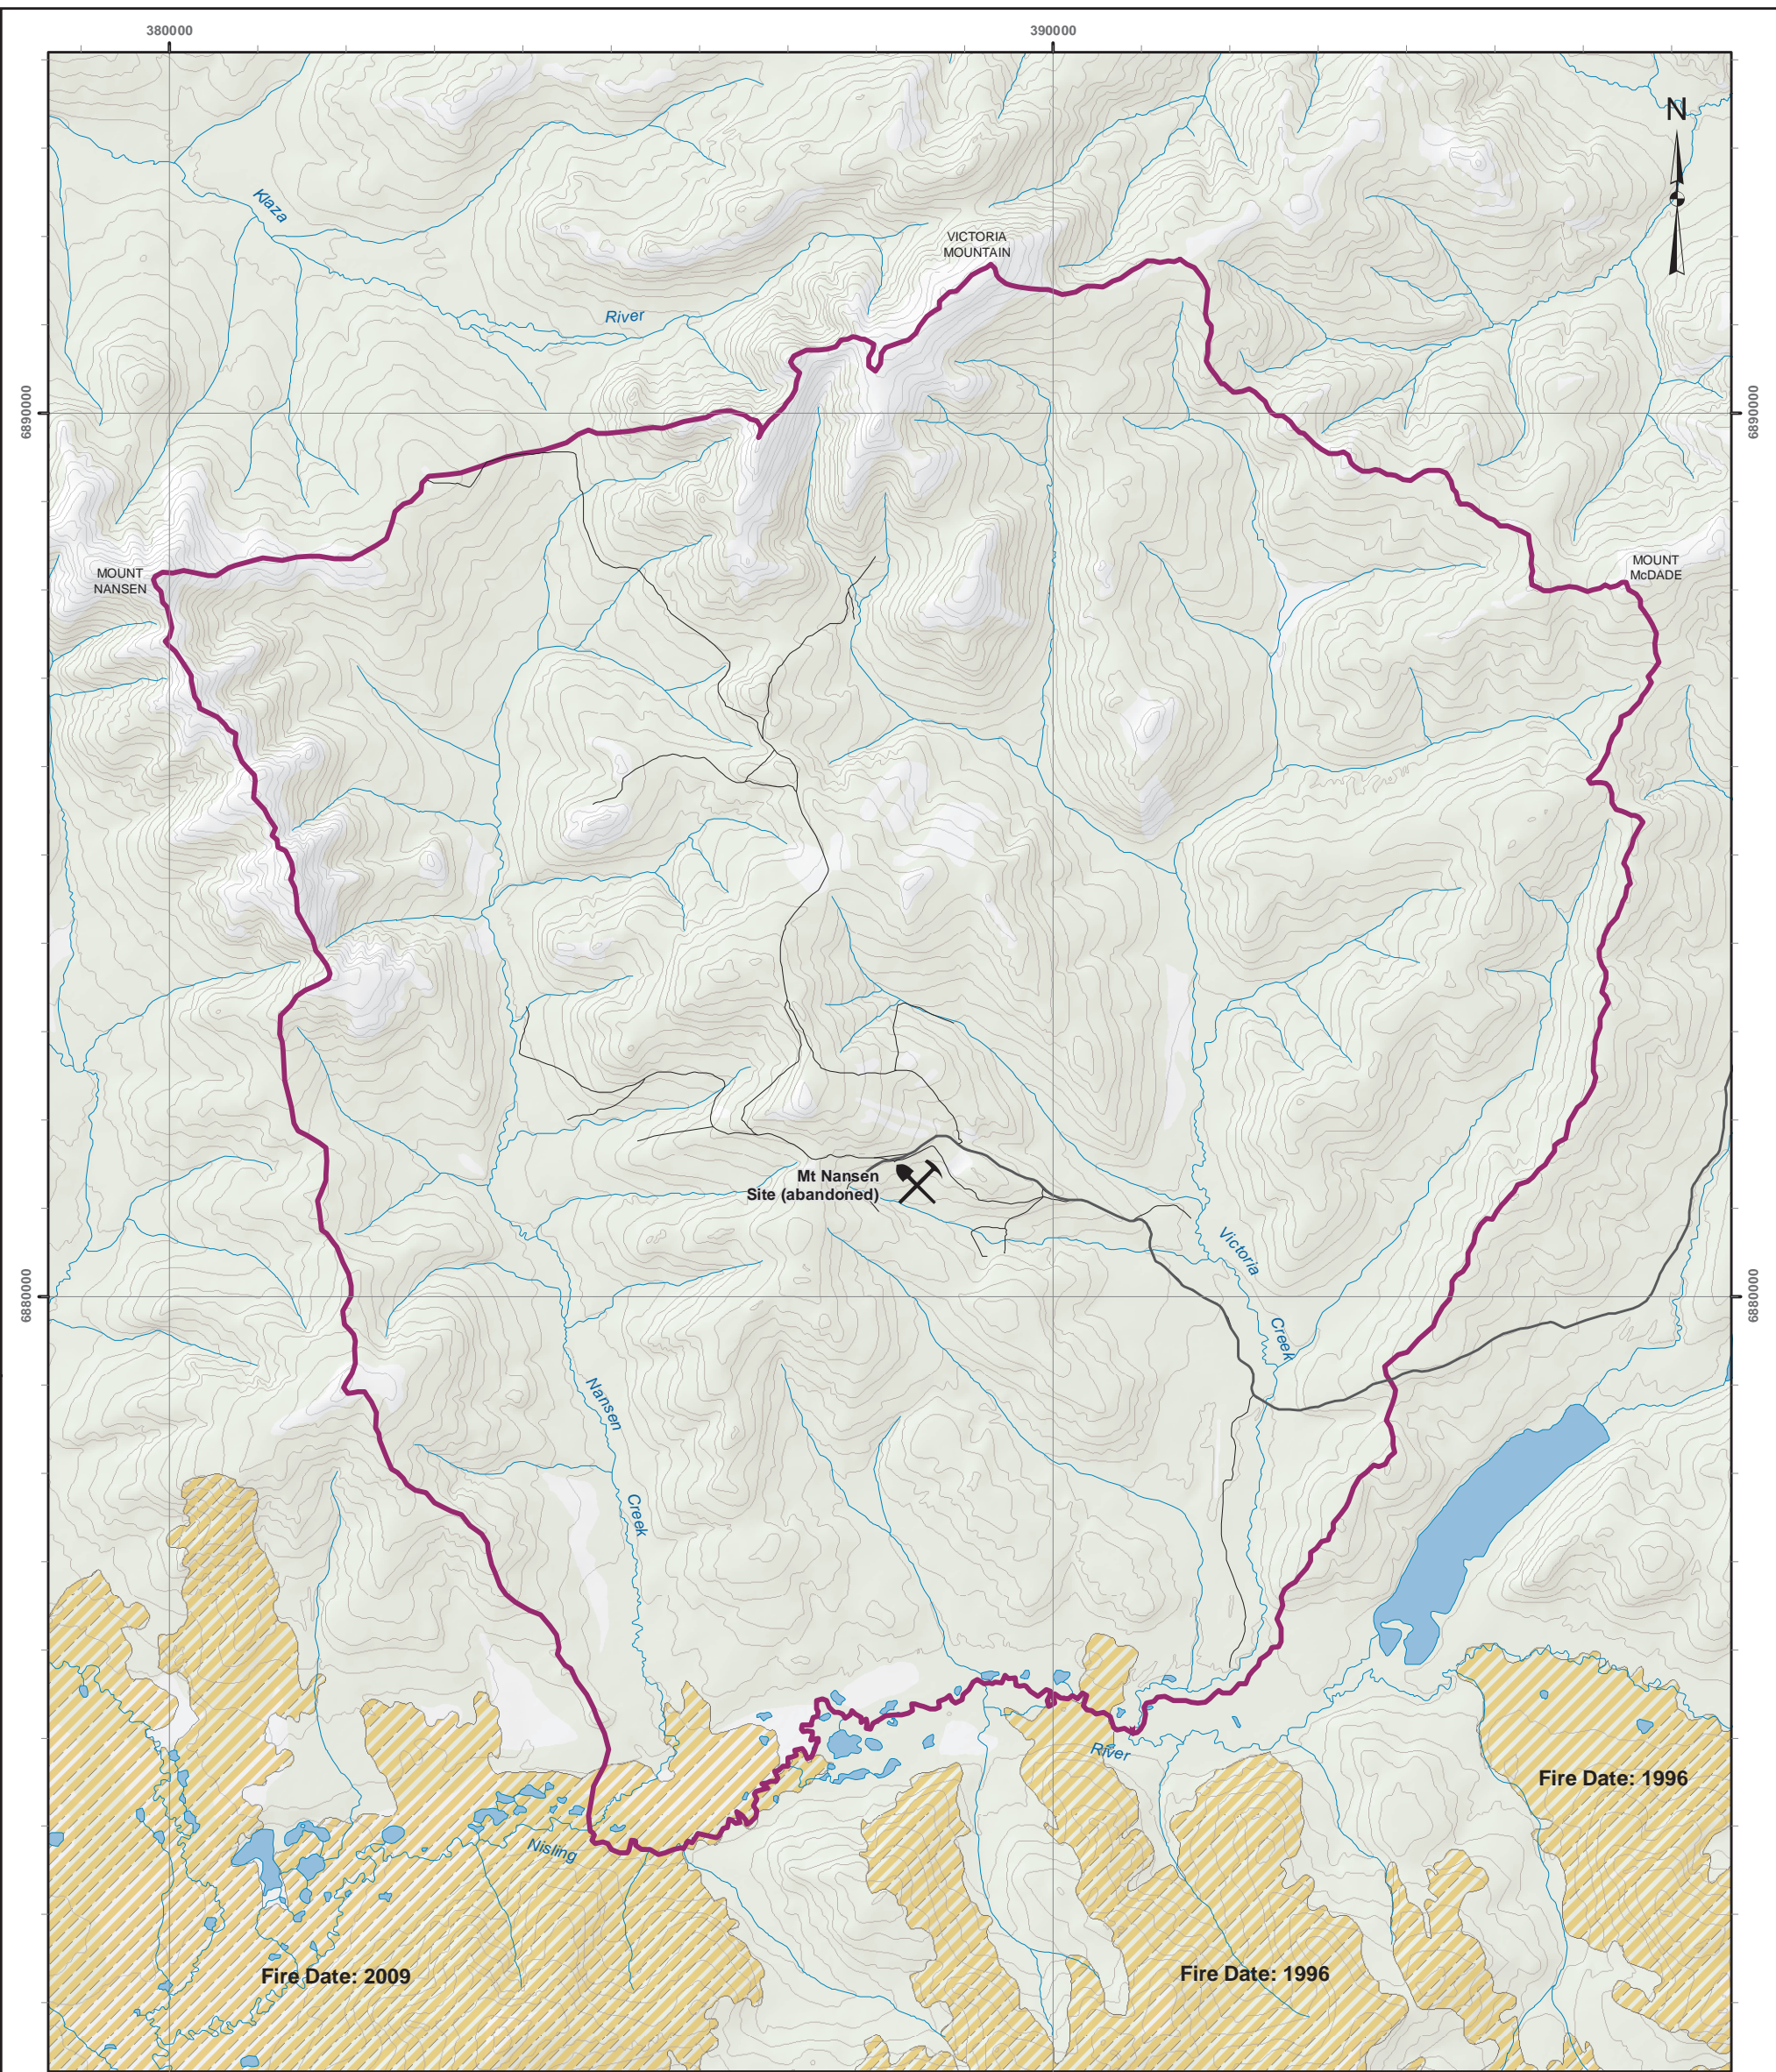 380000
390000
N
Klaza
VICTORIA
MOUNTAIN
River
6890000
6890000
MOUNT
NANSEN
MOUNT
McDADE
Mt Nansen
Site (abandoned)
Victoria
6880000
6880000
Creek
Nansen
Creek
River
Fire Date: 1996
Nisling
Fire Date: 2009
Fire Date: 1996